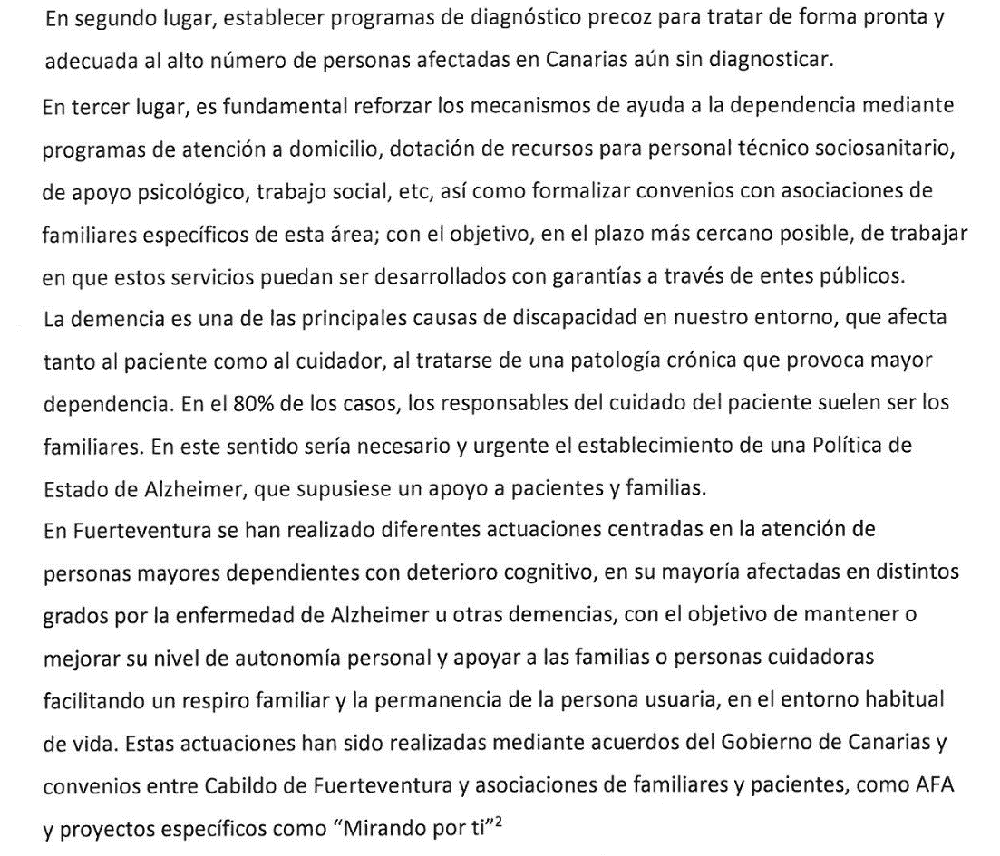 En segundo lugar, establecer programas de diagnóstico precoz para tratar de forma pronta y
adecuada al alto número de personas afectadas en Canarias aún sin diagnosticar.
En tercer lugar, es fundamental reforzar los mecanismos de ayuda a la dependencia mediante
programas de atención a domicilio, dotación de recursos para personal técnico sociosanitario,
de apoyo psicológico, trabajo social, etc, así como formalizar convenios con asociaciones de
familiares específicos de esta área; con el objetivo, en el plazo más cercano posible, de trabajar
en que estos servicios puedan ser desarrollados con garantías a través de entes públicos.
La demencia es una de las principales causas de discapacidad en nuestro entorno, que afecta
tanto al paciente como al cuidador, al tratarse de una patología crónica que provoca mayor
dependencia. En el 80% de los casos, los responsables del cuidado del paciente suelen ser los
familiares. En este sentido sería necesario y urgente el establecimiento de una Política de
Estado de Alzheimer, que supusiese un apoyo a pacientes y familias.
En Fuerteventura se han realizado diferentes actuaciones centradas en la atención de
personas mayores dependientes con deterioro cognitivo, en su mayoría afectadas en distintos
grados por la enfermedad de Alzheimer u otras demencias, con el objetivo de mantener o
mejorar su nivel de autonomía personal y apoyar a las familias o personas cuidadoras
facilitando un respiro familiar y la permanencia de la persona usuaria, en el entorno habitual
de vida. Estas actuaciones han sido realizadas mediante acuerdos del Gobierno de Canarias y
convenios entre Cabildo de Fuerteventura y asociaciones de familiares y pacientes, como AFA
y proyectos específicos como “Mirando por ti”²